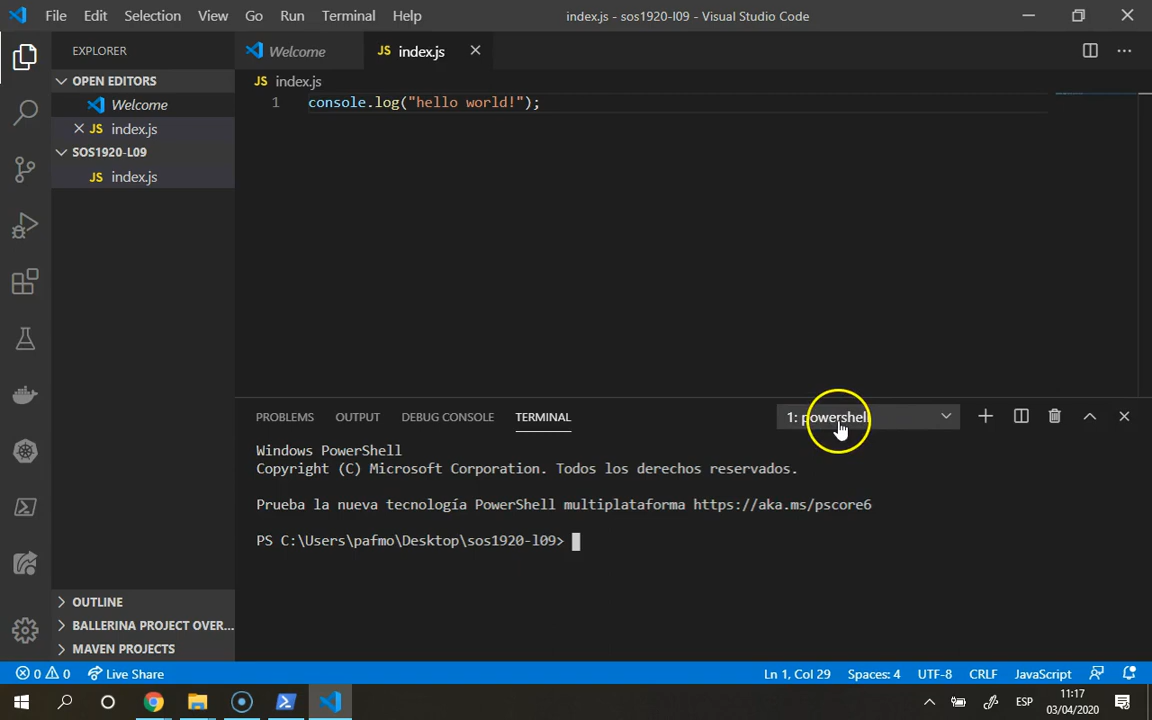 File Edit Selection View Go Run Terminal Help index.js - sos1920-l09 - Visual Studio Code
EXPLORER
OPEN EDITORS
Welcome
JS index.js
SOS1920-L09
JS index.js
OUTLINE
BALLERINA PROJECT OVER...
MAVEN PROJECTS
Welcome
JS index.js
JS index.js
1 console.log("hello world!");
PROBLEMS OUTPUT DEBUG CONSOLE TERMINAL 1: powershell
Windows PowerShell
Copyright (C) Microsoft Corporation. Todos los derechos reservados.
Prueba la nueva tecnología PowerShell multiplataforma https://aka.ms/pscore6
PS C:\Users\pafmo\Desktop\sos1920-l09>
0 0 Live Share Ln 1, Col 29 Spaces: 4 UTF-8 CRLF JavaScript
ESP 11:17
03/04/2020